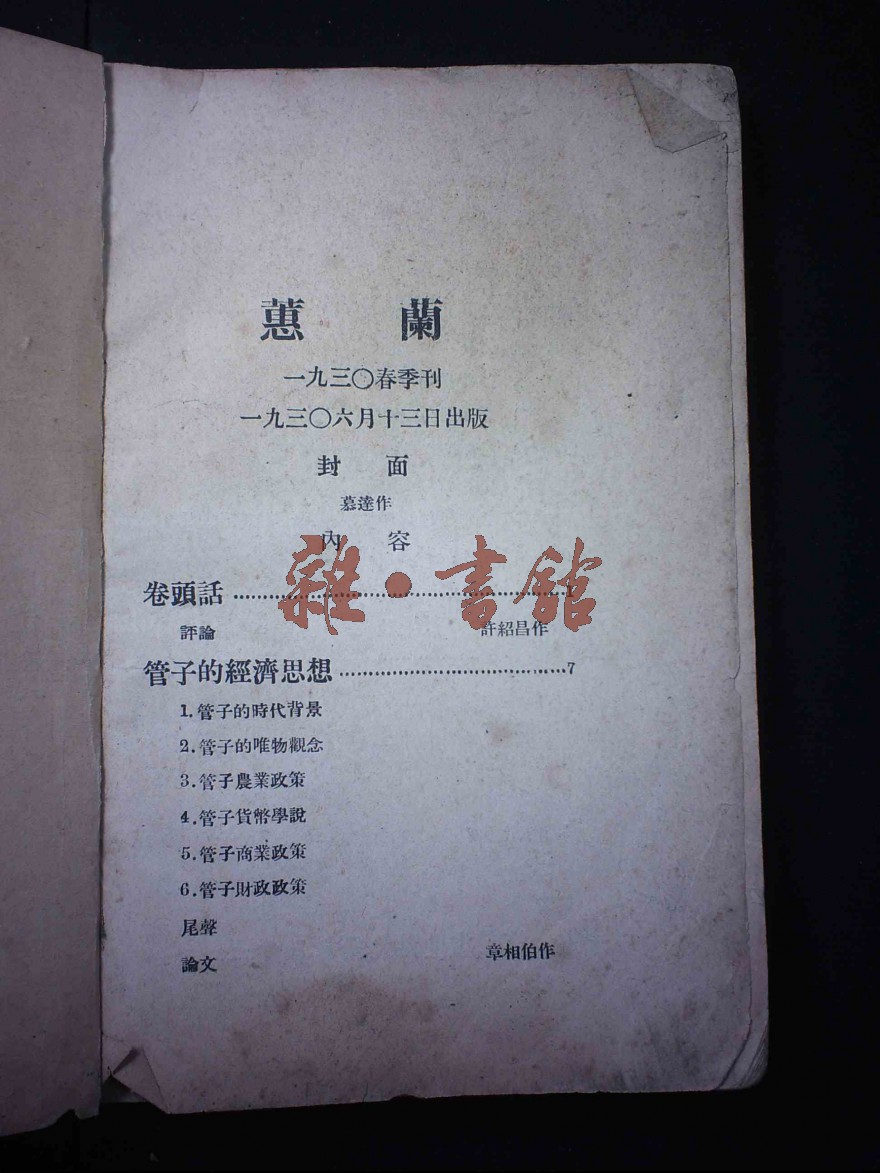 蕙 蘭
一九三〇春季刊
一九三〇六月十三日出版
封 面
慕達作
內 容
雜·書館
卷頭話……………………………………1
評論 許紹昌作
管子的經濟思想……………………………7
1.管子的時代背景
2.管子的唯物觀念
3.管子農業政策
4.管子貨幣學說
5.管子商業政策
6.管子財政政策
尾聲
論文 章相伯作